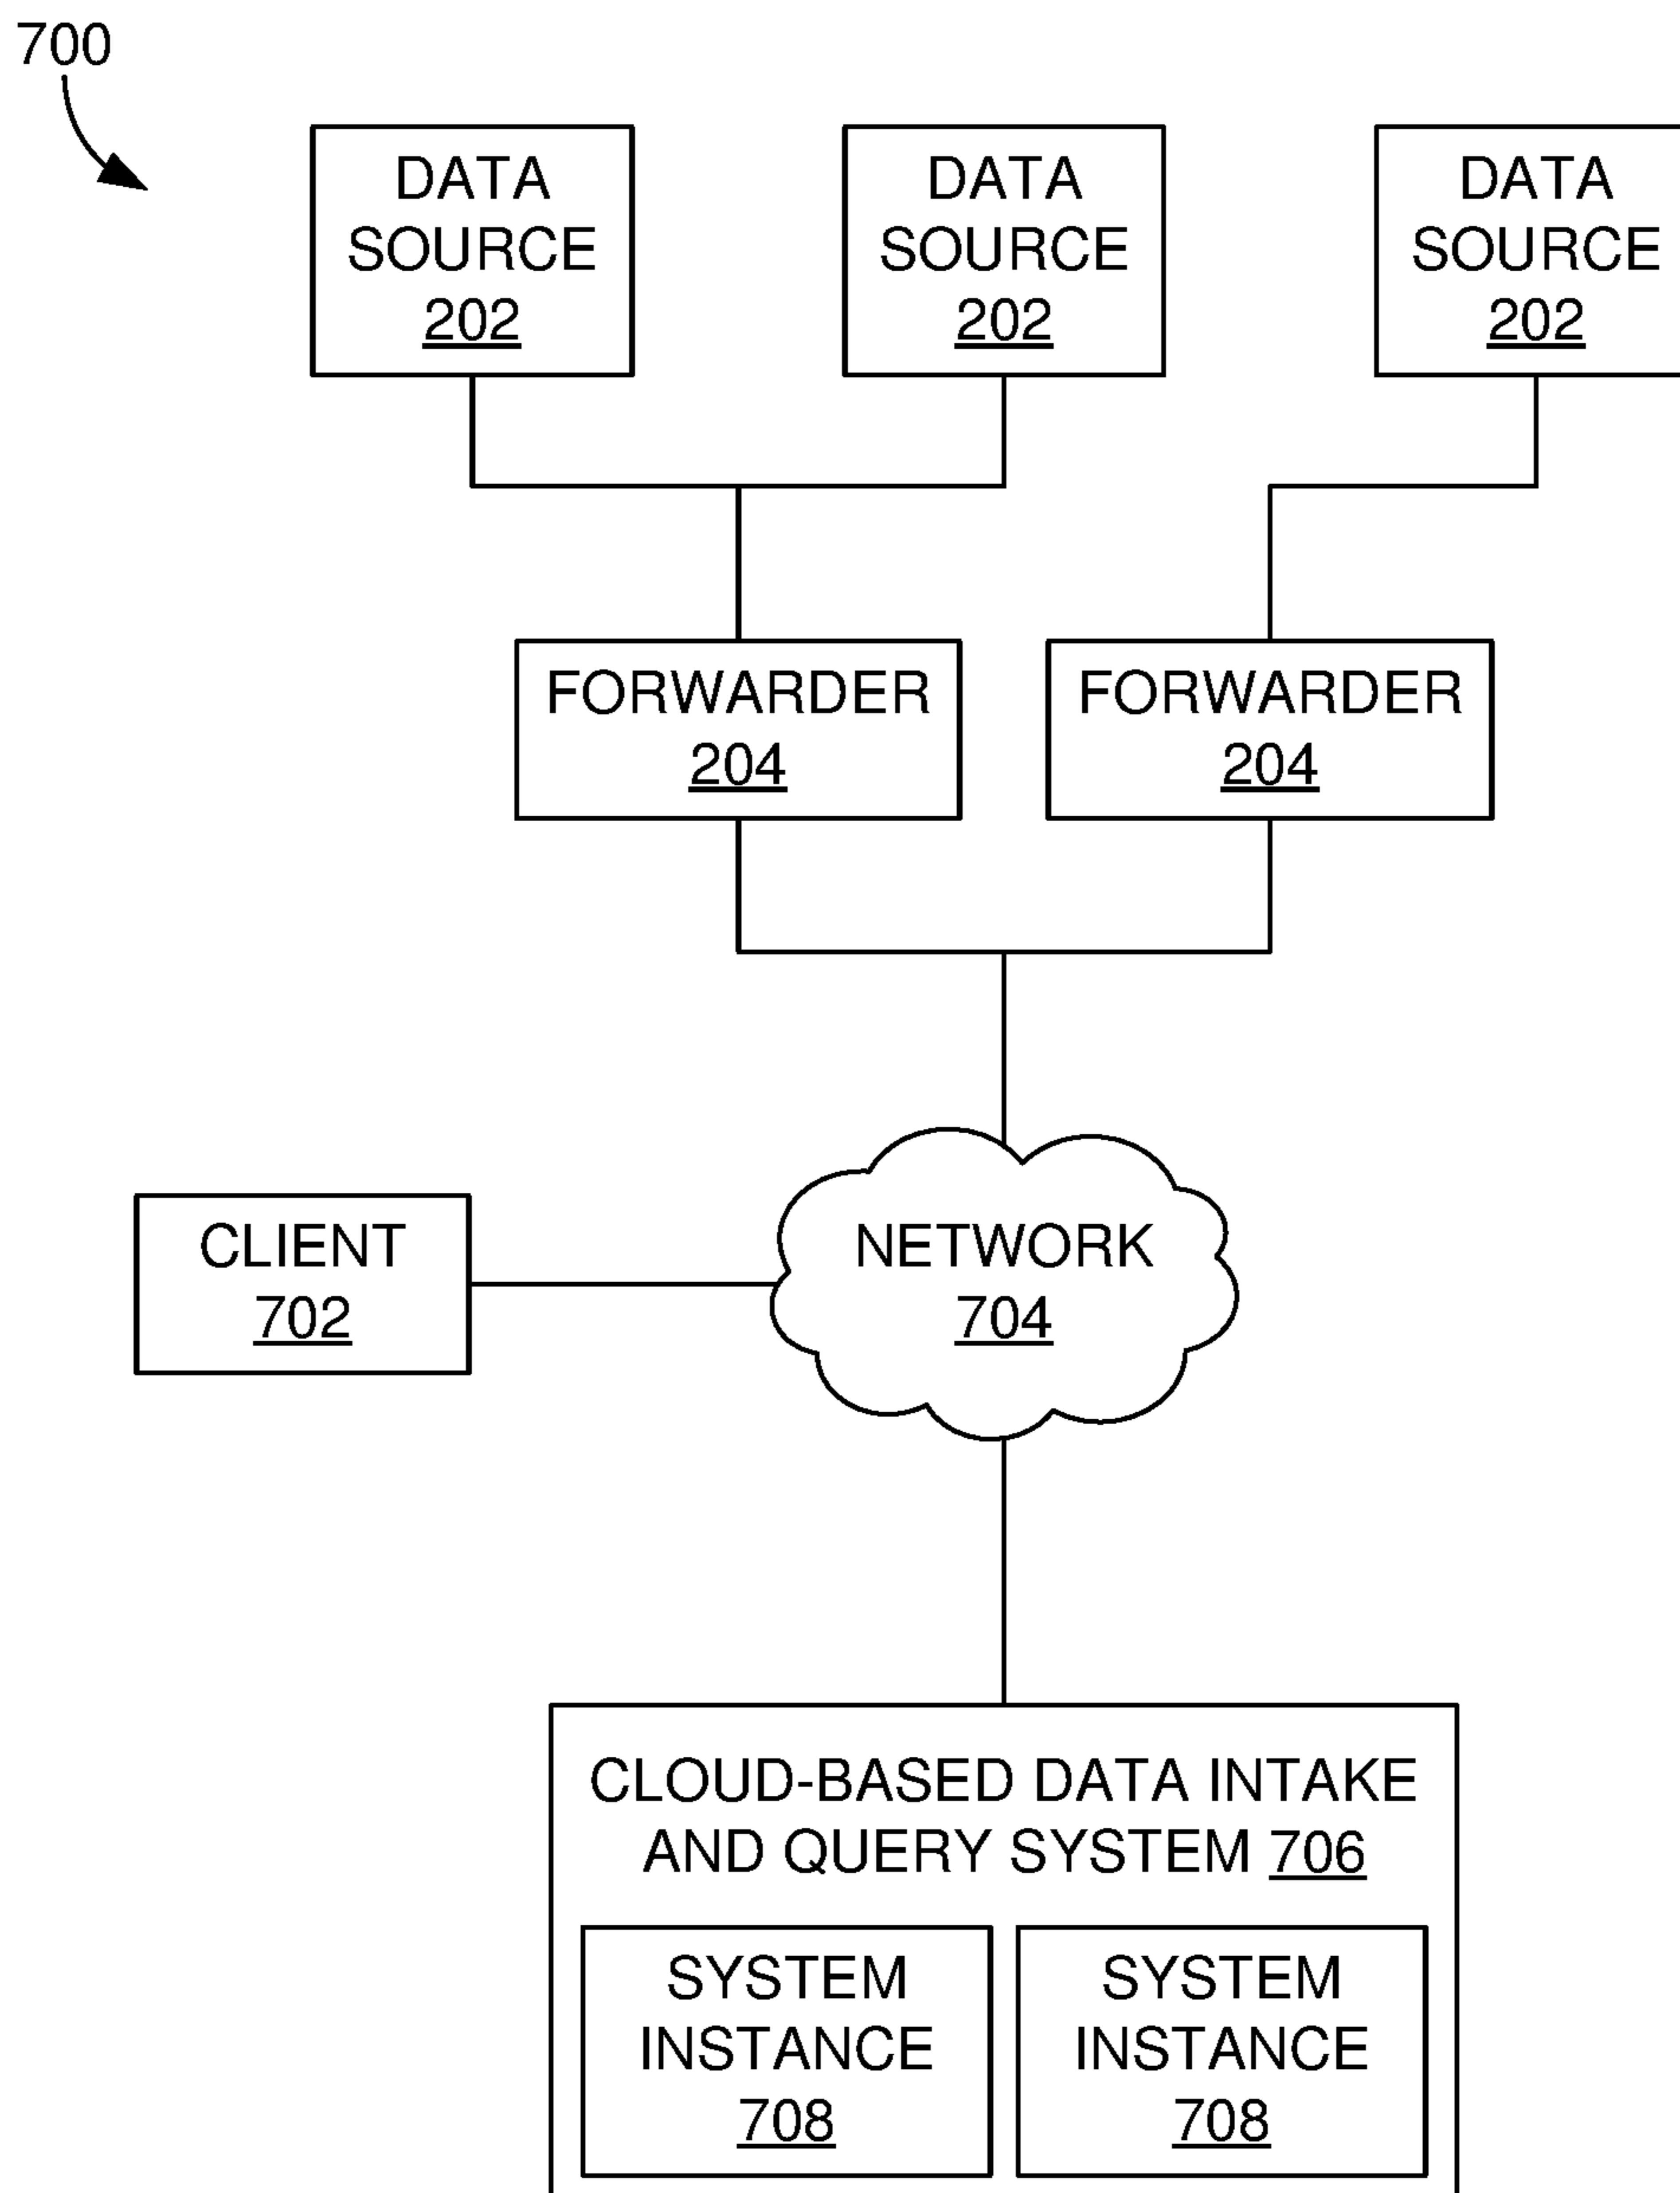 700
DATA
SOURCE
202
DATA
SOURCE
202
DATA
SOURCE
202
FORWARDER
204
FORWARDER
204
CLIENT
702
NETWORK
704
CLOUD-BASED DATA INTAKE
AND QUERY SYSTEM 706
SYSTEM
INSTANCE
708
SYSTEM
INSTANCE
708